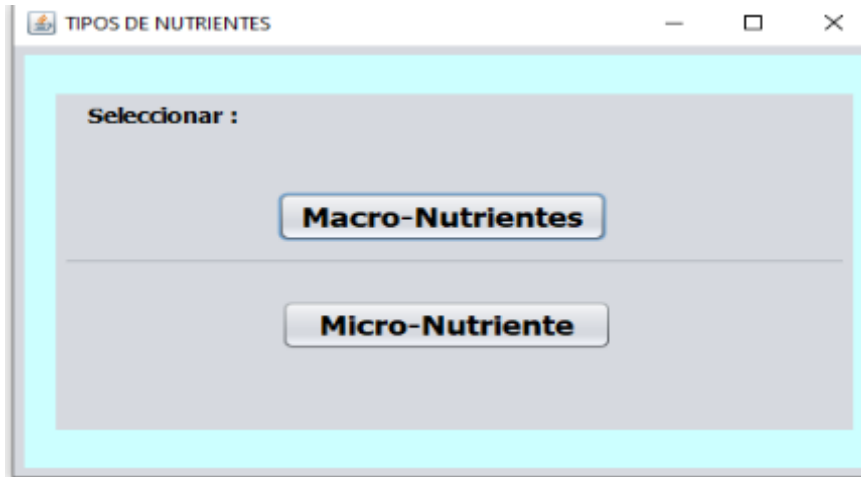 TIPOS DE NUTRIENTES
Seleccionar :
Macro-Nutrientes
Micro-Nutriente